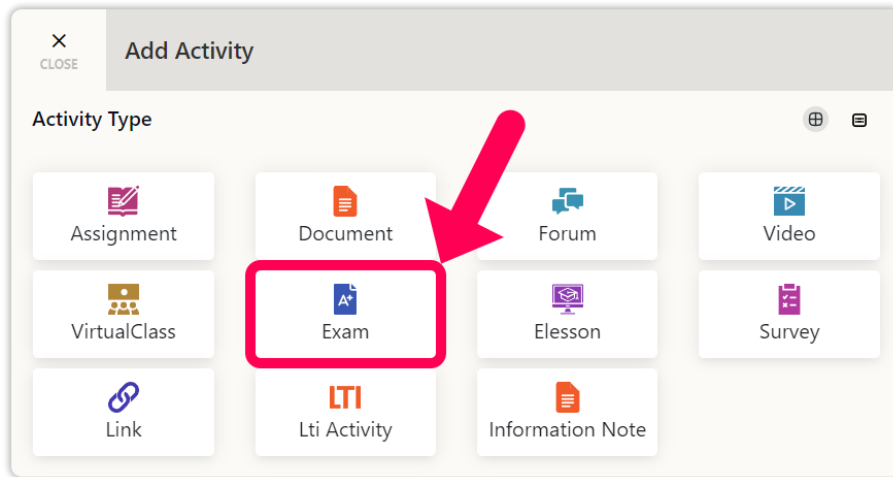 CLOSE
Add Activity
Activity Type
Assignment
Document
Forum
Video
VirtualClass
A+
Exam
Elesson
Survey
Link
LTI
Lti Activity
Information Note